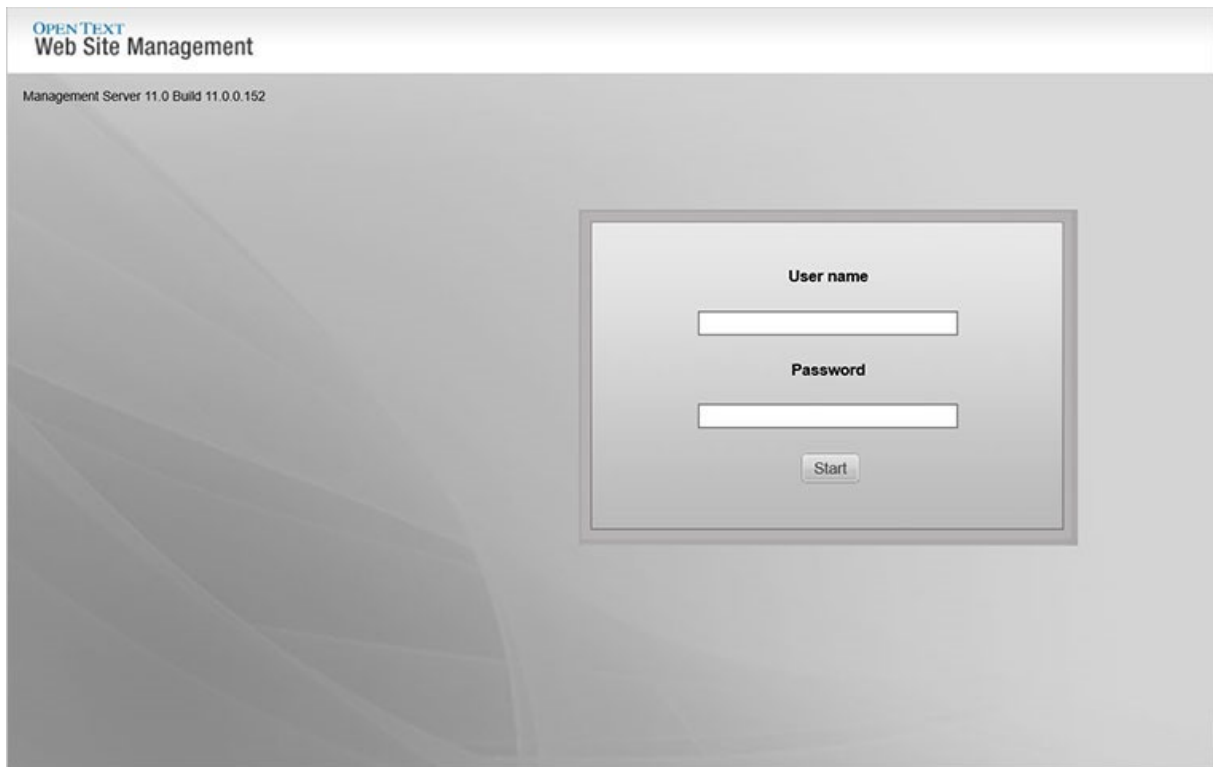 OPEN TEXT
Web Site Management
Management Server 11.0 Build 11.0.0.152
User name
Password
Start